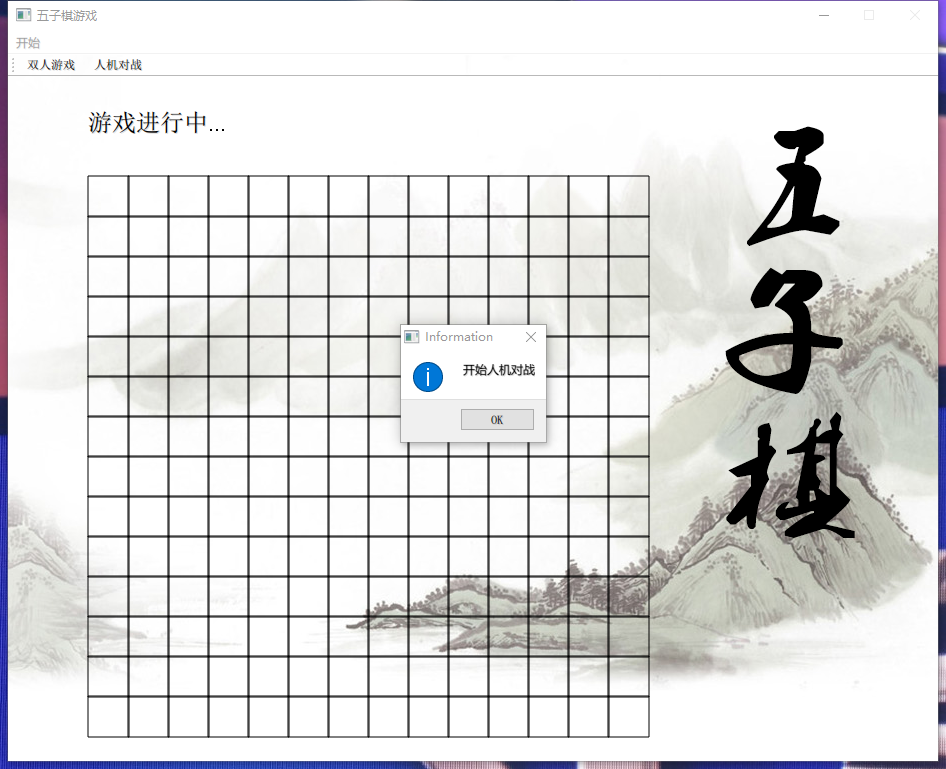 五子棋游戏
开始
双人游戏 人机对战
游戏进行中...
五子棋
Information
开始人机对战
OK